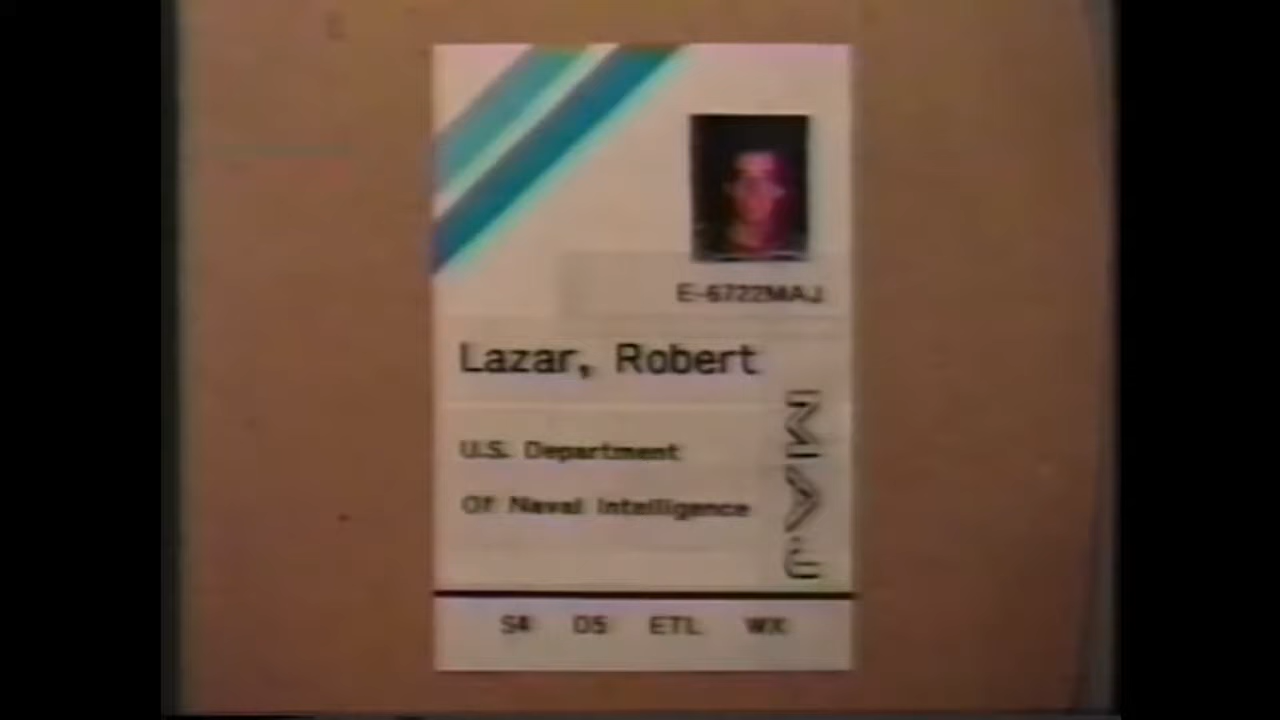 E-6722MAJ
Lazar, Robert
U.S. Department
Of Naval Intelligence
MAJ
S4 DS ETL WX